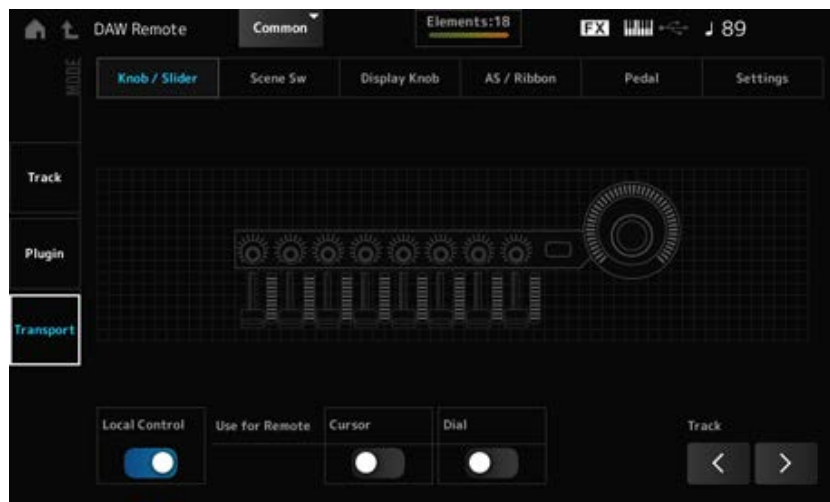 DAW Remote
Common
Elements:18
FX
♩ 89
MODE
Knob / Slider
Scene Sw
Display Knob
AS / Ribbon
Pedal
Settings
Track
Plugin
Transport
Local Control
Use for Remote
Cursor
Dial
Track